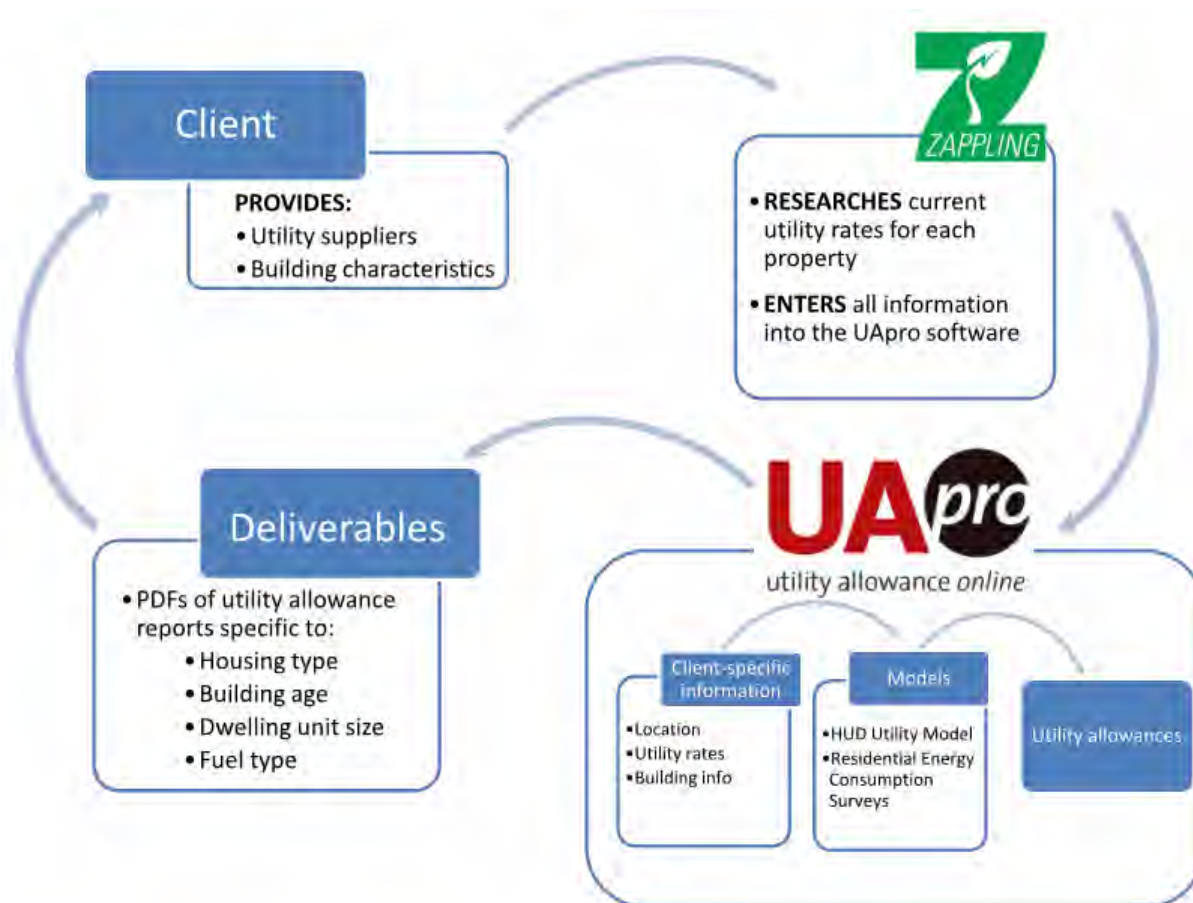 Client
PROVIDES:
• Utility suppliers
• Building characteristics
Z
ZAPPLING
• RESEARCHES current
utility rates for each
property
• ENTERS all information
into the UApro software
UApro
utility allowance online
Client-specific
information
•Location
•Utility rates
•Building info
Models
•HUD Utility Model
•Residential Energy
Consumption
Surveys
Utility allowances
Deliverables
• PDFs of utility allowance
reports specific to:
• Housing type
• Building age
• Dwelling unit size
• Fuel type